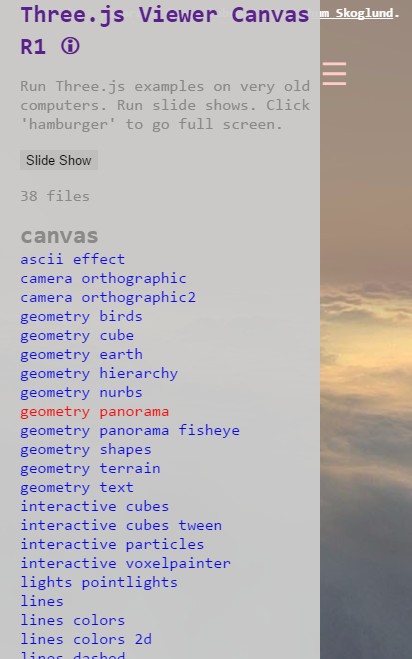 Three.js Viewer Canvas
R1 🛈
m Skoglund.
Run Three.js examples on very old
computers. Run slide shows. Click
'hamburger' to go full screen.
☰
Slide Show
38 files
canvas
ascii effect
camera orthographic
camera orthographic2
geometry birds
geometry cube
geometry earth
geometry hierarchy
geometry nurbs
geometry panorama
geometry panorama fisheye
geometry shapes
geometry terrain
geometry text
interactive cubes
interactive cubes tween
interactive particles
interactive voxelpainter
lights pointlights
lines
lines colors
lines colors 2d
lines dashed